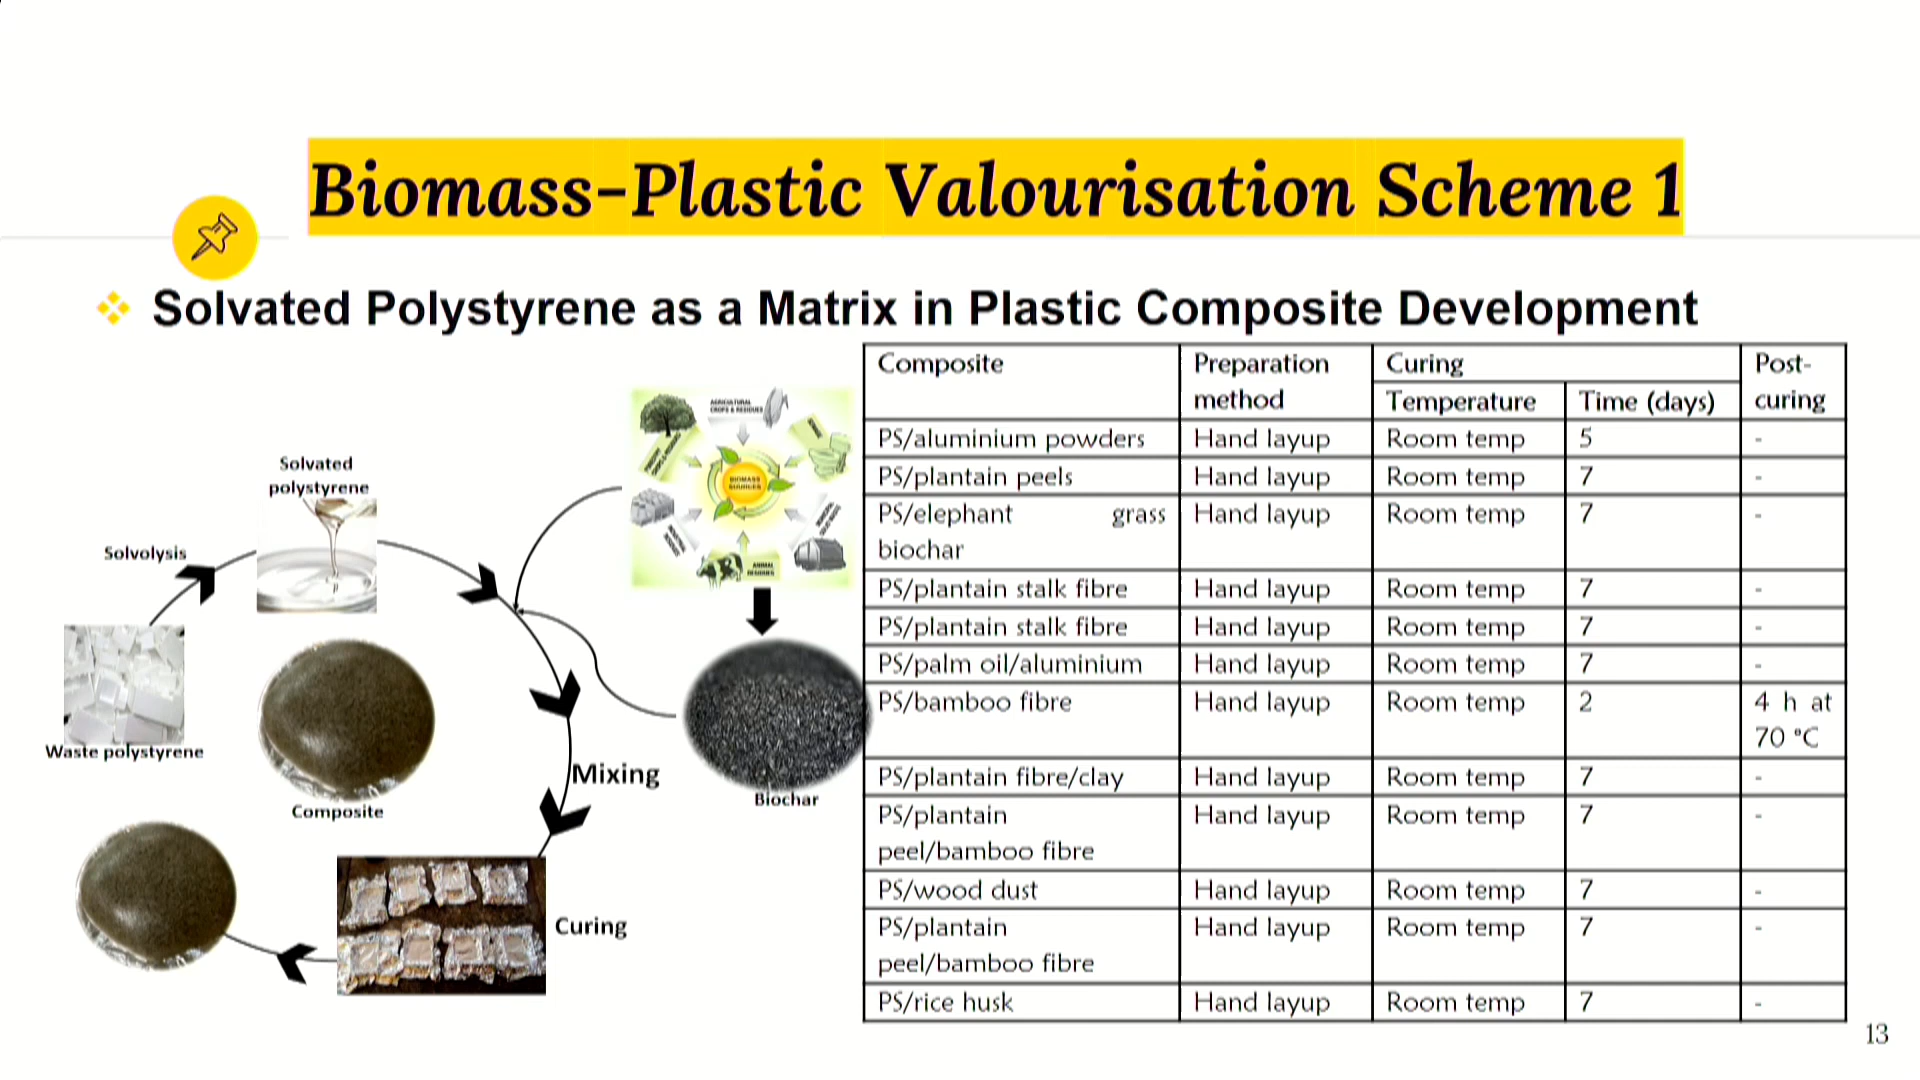 Biomass-Plastic Valourisation Scheme 1
Solvated Polystyrene as a Matrix in Plastic Composite Development
Solvated
polystyrene
Solvolysis
Waste polystyrene
Composite
AGRICULTURAL
CROPS & RESIDUES
BIOMASS
SOURCES
ANIMAL
RESIDUES
Biochar
Mixing
Curing
Composite Preparation method Curing Post-curing
Temperature Time (days)
PS/aluminium powders Hand layup Room temp 5 -
PS/plantain peels Hand layup Room temp 7 -
PS/elephant grass Hand layup Room temp 7 -
biochar
PS/plantain stalk fibre Hand layup Room temp 7 -
PS/plantain stalk fibre Hand layup Room temp 7 -
PS/palm oil/aluminium Hand layup Room temp 7 -
PS/bamboo fibre Hand layup Room temp 2 4 h at
70 °C
PS/plantain fibre/clay Hand layup Room temp 7 -
PS/plantain Hand layup Room temp 7 -
peel/bamboo fibre
PS/wood dust Hand layup Room temp 7 -
PS/plantain Hand layup Room temp 7 -
peel/bamboo fibre
PS/rice husk Hand layup Room temp 7 -
13